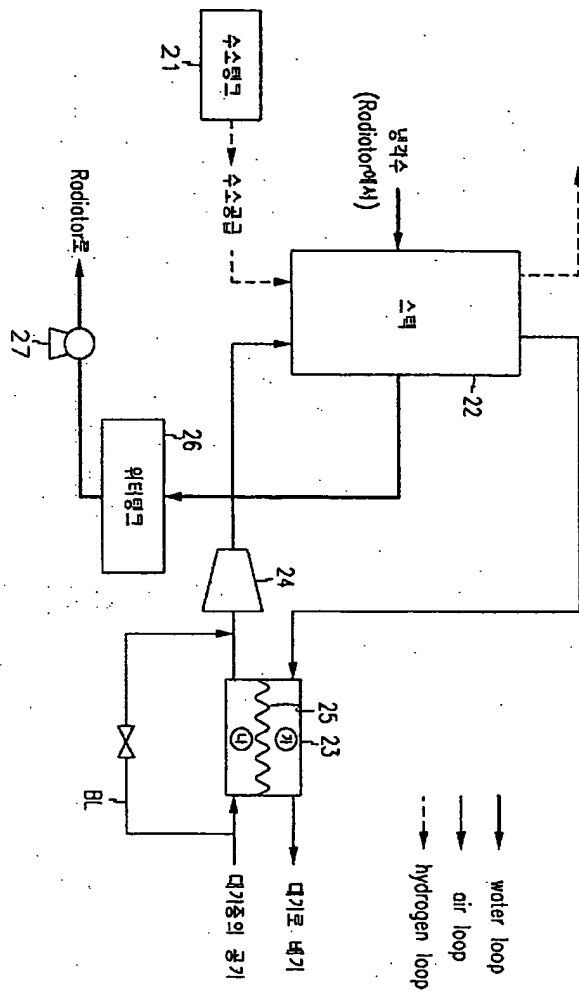 수소탱크
21
수소공급
냉각수
(Radiator에서)
스택
22
Radiator로
27
26
워터탱크
24
25
23
가
나
BL
대기중의 공기
대기로 배기
water loop
air loop
hydrogen loop